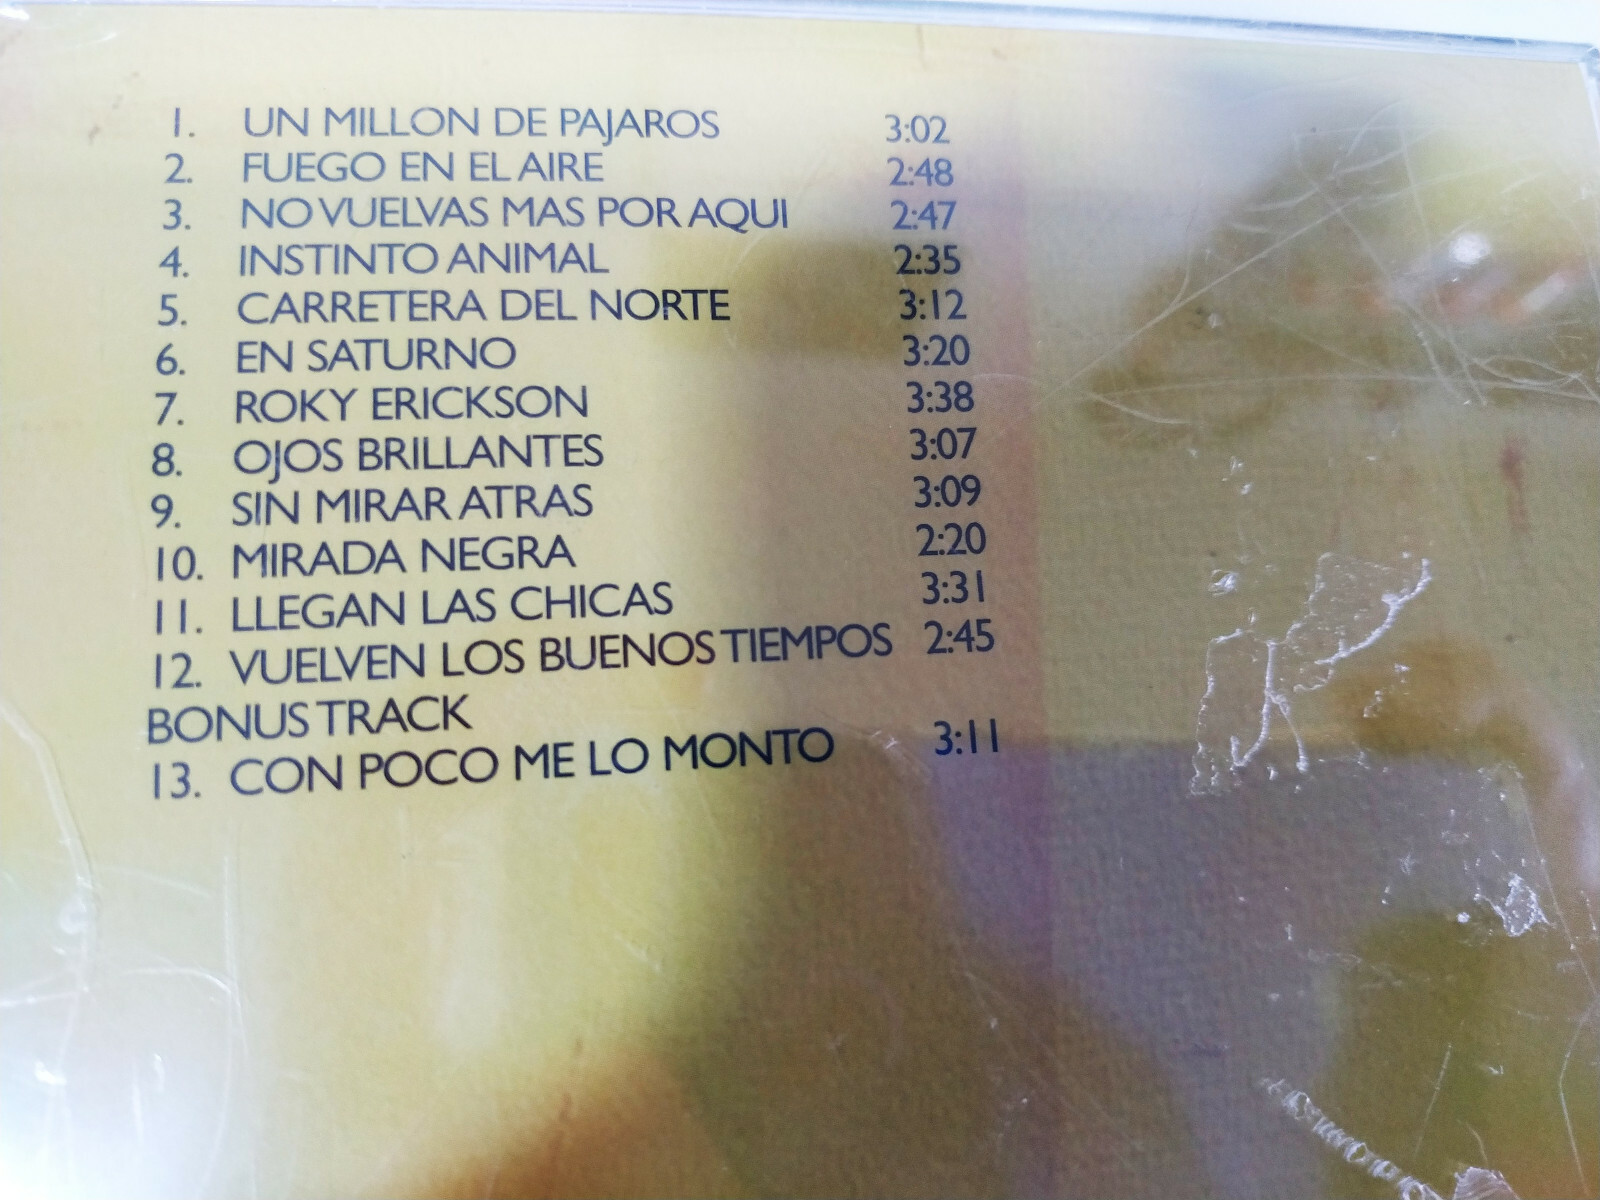 1. UN MILLON DE PAJAROS 3:02
2. FUEGO EN EL AIRE 2:48
3. NO VUELVAS MAS POR AQUI 2:47
4. INSTINTO ANIMAL 2:35
5. CARRETERA DEL NORTE 3:12
6. EN SATURNO 3:20
7. ROKY ERICKSON 3:38
8. OJOS BRILLANTES 3:07
9. SIN MIRAR ATRAS 3:09
10. MIRADA NEGRA 2:20
11. LLEGAN LAS CHICAS 3:31
12. VUELVEN LOS BUENOS TIEMPOS 2:45
BONUS TRACK
13. CON POCO ME LO MONTO 3:11